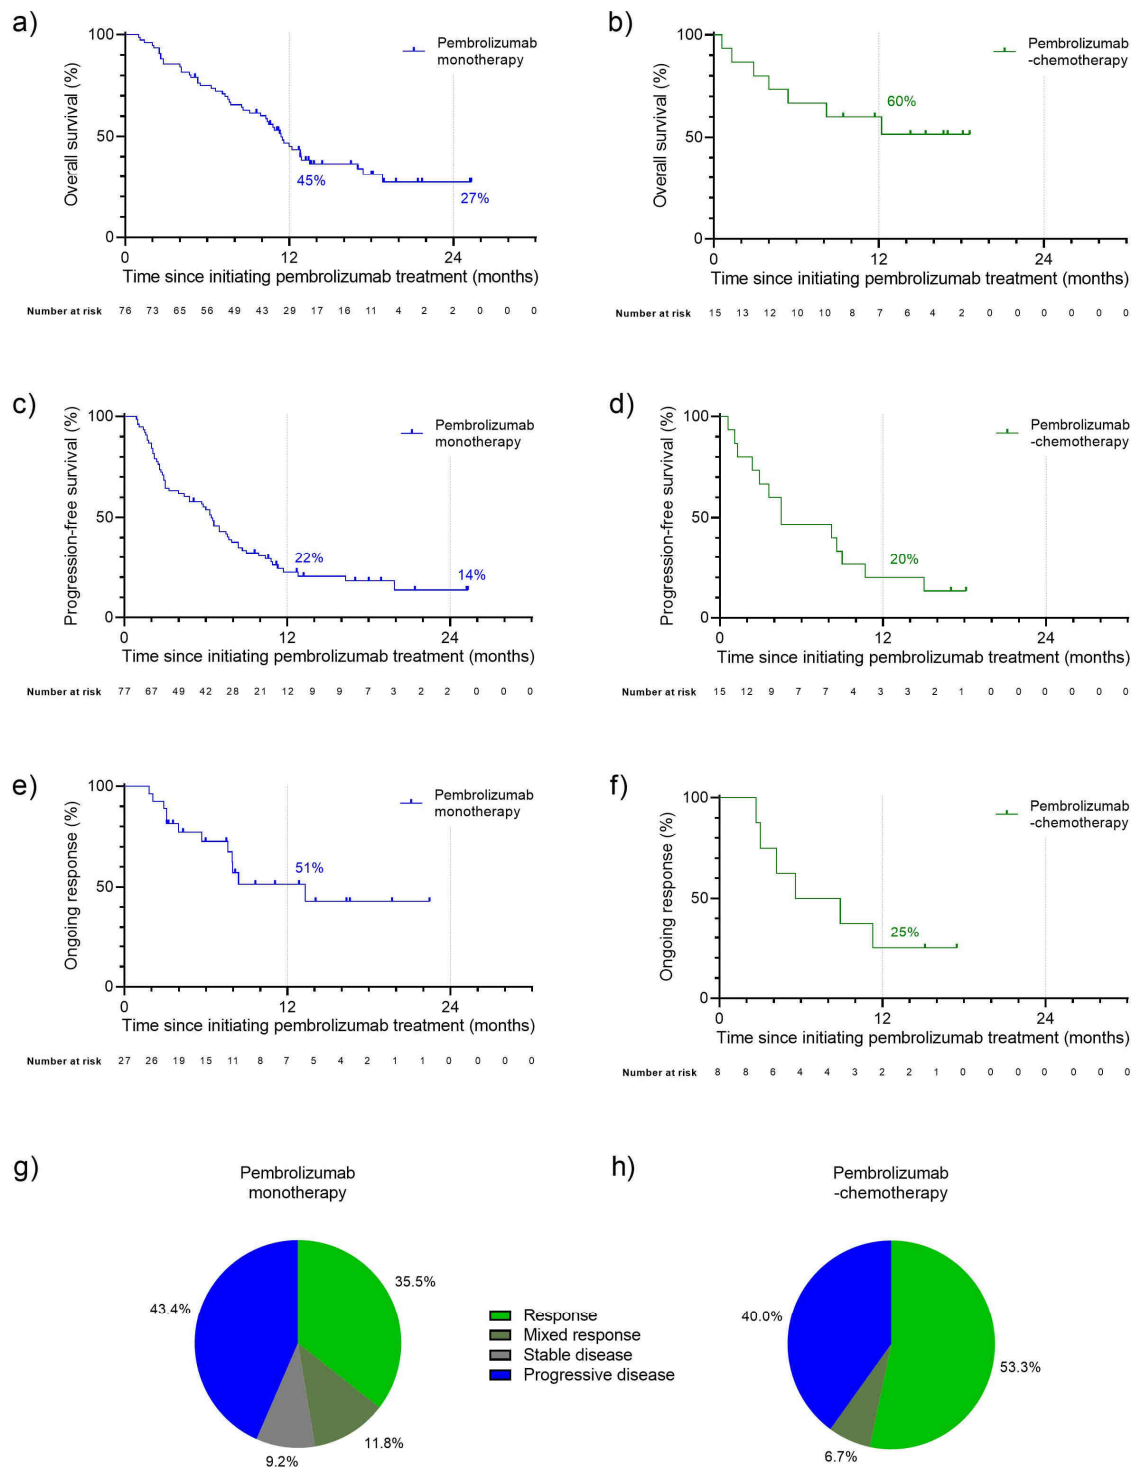 a)
100
50
0
Overall survival (%)
Pembrolizumab
monotherapy
45%
27%
0 12 24
Time since initiating pembrolizumab treatment (months)
Number at risk 76 73 65 56 49 43 29 17 16 11 4 2 2 0 0 0
b)
100
50
0
Overall survival (%)
Pembrolizumab
-chemotherapy
60%
0 12 24
Time since initiating pembrolizumab treatment (months)
Number at risk 15 13 12 10 10 8 7 6 4 2 0 0 0 0 0 0
c)
100
50
0
Progression-free survival (%)
Pembrolizumab
monotherapy
22%
14%
0 12 24
Time since initiating pembrolizumab treatment (months)
Number at risk 77 67 49 42 28 21 12 9 9 7 3 2 2 0 0 0
d)
100
50
0
Progression-free survival (%)
Pembrolizumab
-chemotherapy
20%
0 12 24
Time since initiating pembrolizumab treatment (months)
Number at risk 15 12 9 7 7 4 3 3 2 1 0 0 0 0 0 0
e)
100
50
0
Ongoing response (%)
Pembrolizumab
monotherapy
51%
0 12 24
Time since initiating pembrolizumab treatment (months)
Number at risk 27 26 19 15 11 8 7 5 4 2 1 1 0 0 0 0
f)
100
50
0
Ongoing response (%)
Pembrolizumab
-chemotherapy
25%
0 12 24
Time since initiating pembrolizumab treatment (months)
Number at risk 8 8 6 4 4 3 2 2 1 0 0 0 0 0 0 0
g)
Pembrolizumab
monotherapy
35.5%
43.4%
11.8%
9.2%
Response
Mixed response
Stable disease
Progressive disease
h)
Pembrolizumab
-chemotherapy
40.0%
53.3%
6.7%